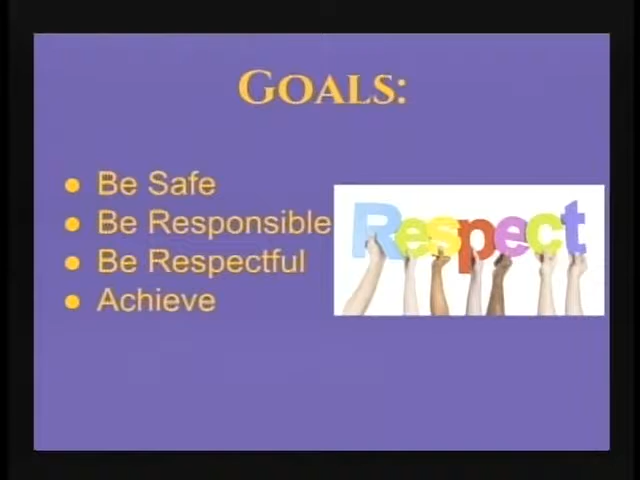 GOALS:
● Be Safe
● Be Responsible
● Be Respectful
● Achieve
Respect